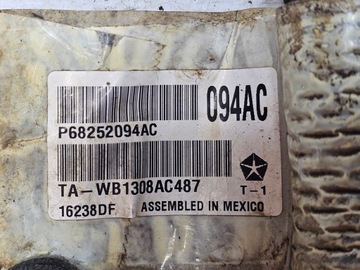 094AC
P68252094AC
TA-WB1308AC487
T-1
16238DF ASSEMBLED IN MEXICO